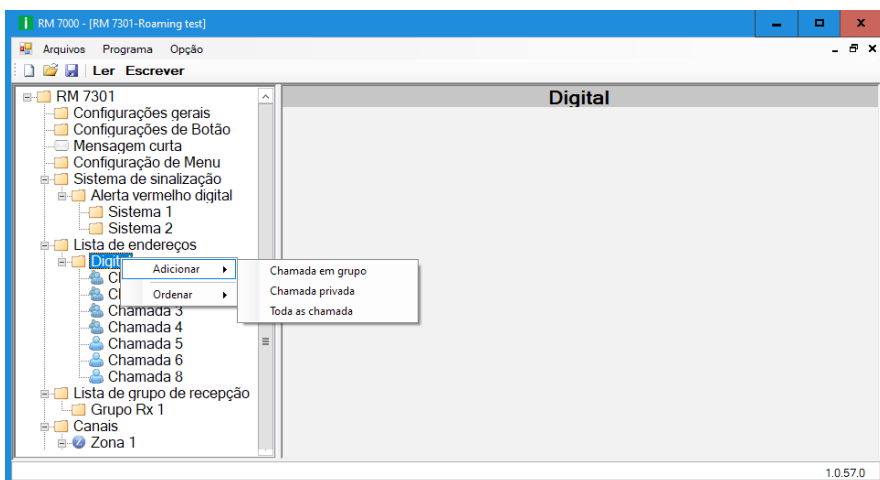 RM 7000 - [RM 7301-Roaming test]
Arquivos Programa Opção
Ler Escrever
RM 7301
Configurações gerais
Configurações de Botão
Mensagem curta
Configuração de Menu
Sistema de sinalização
Alerta vermelho digital
Sistema 1
Sistema 2
Lista de endereços
Chamada 3
Chamada 4
Chamada 5
Chamada 6
Chamada 8
Lista de grupo de recepção
Grupo Rx 1
Canais
Zona 1
Adicionar
Ordenar
Chamada em grupo
Chamada privada
Toda as chamada
Digital
1.0.57.0